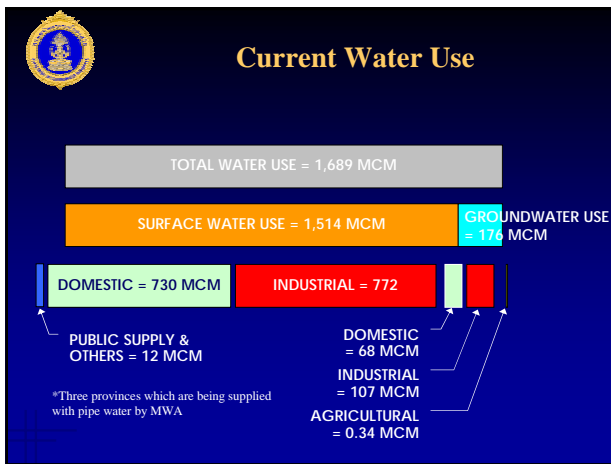 Current Water Use
TOTAL WATER USE = 1,689 MCM
SURFACE WATER USE = 1,514 MCM
GROUNDWATER USE
= 176 MCM
DOMESTIC = 730 MCM
INDUSTRIAL = 772
PUBLIC SUPPLY &
OTHERS = 12 MCM
DOMESTIC
= 68 MCM
INDUSTRIAL
= 107 MCM
AGRICULTURAL
= 0.34 MCM
*Three provinces which are being supplied
with pipe water by MWA